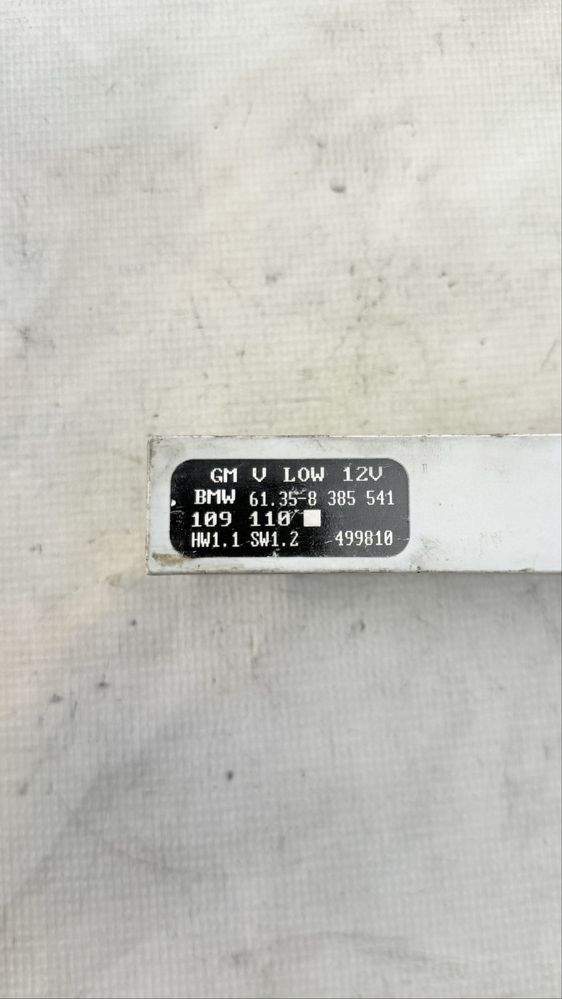 GM V LOW 12V
BMW 61.35-8 385 541
109 110
HW1.1 SW1.2 499810